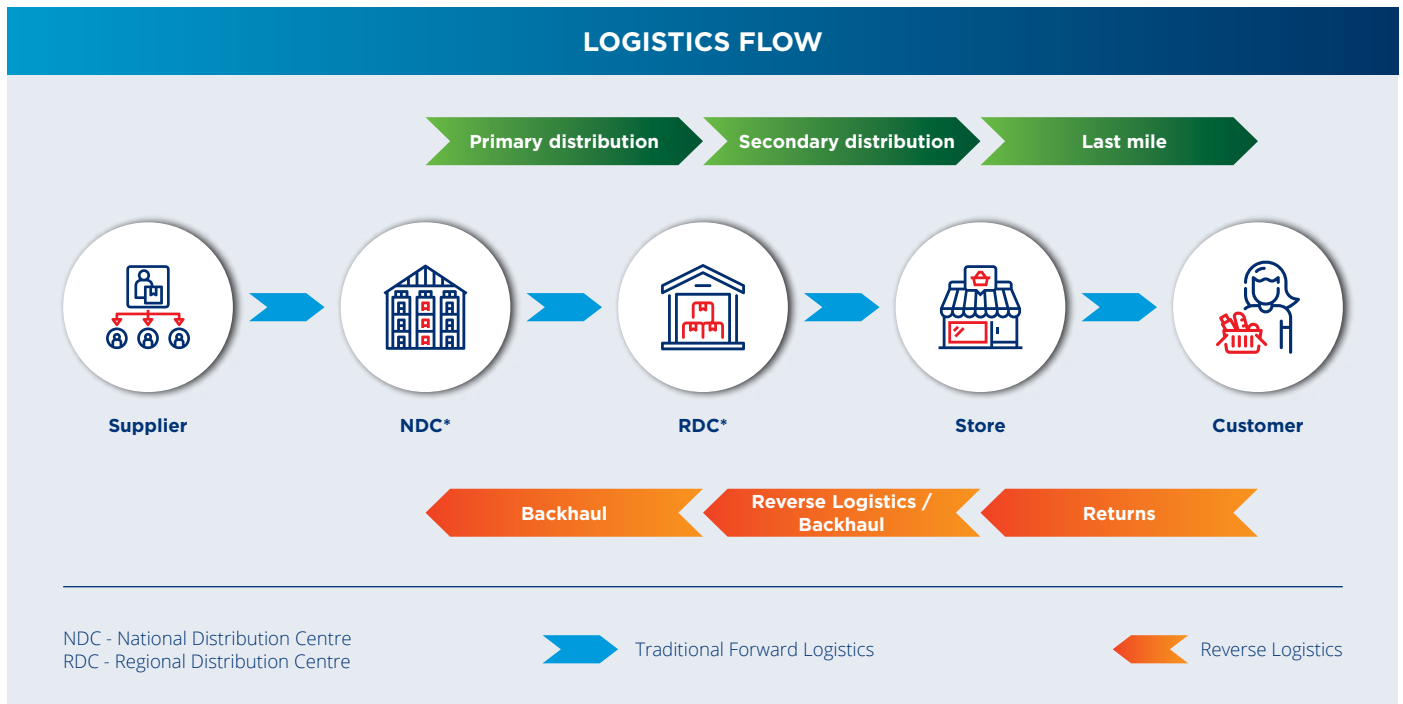 LOGISTICS FLOW
Primary distribution
Secondary distribution
Last mile
Supplier
NDC*
RDC*
Store
Customer
Backhaul
Reverse Logistics /
Backhaul
Returns
NDC - National Distribution Centre
RDC - Regional Distribution Centre
Traditional Forward Logistics
Reverse Logistics